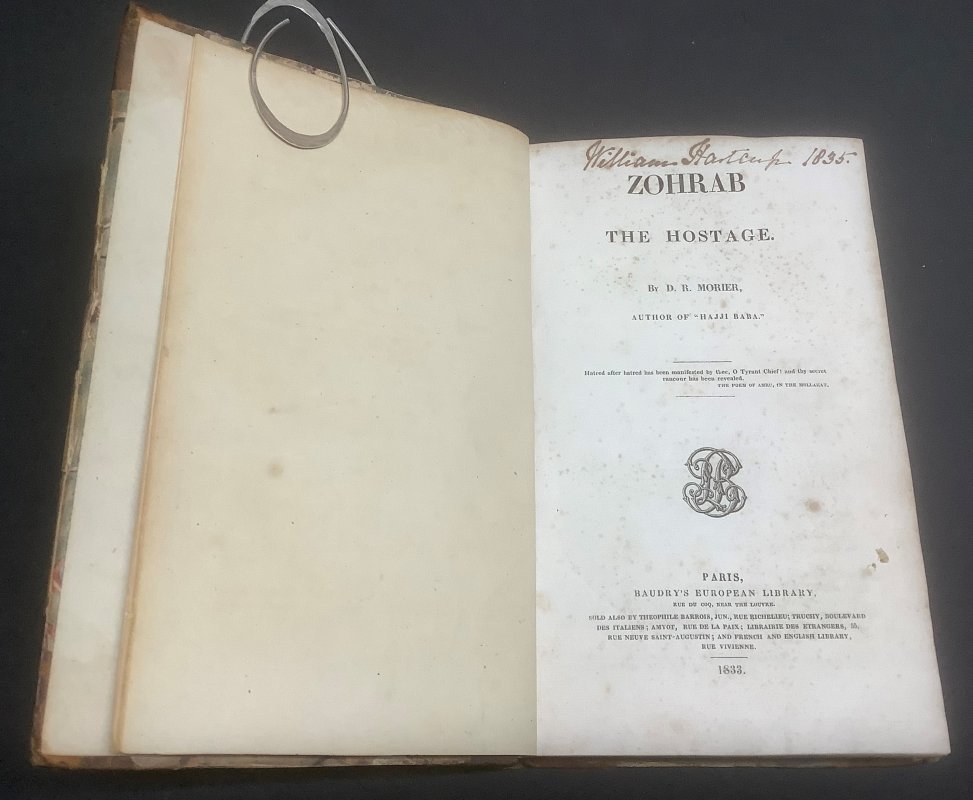 William Hartcup 1835.
ZOHRAB
THE HOSTAGE.
By D. R. MORIER,
AUTHOR OF "HAJJI BABA."
Hatred after hatred has been manifested by thee, O Tyrant Chief! and thy secret
rancour has been revealed.
THE POEM OF AMRU, IN THE MOLLAKAT.
PARIS,
BAUDRY'S EUROPEAN LIBRARY,
RUE DU COQ, NEAR THE LOUVRE.
SOLD ALSO BY THEOPHILE BARROIS, JUN., RUE RICHELIEU; TRUCHY, BOULEVARD
DES ITALIENS; AMYOT, RUE DE LA PAIX; LIBRAIRIE DES ETRANGERS, 55,
RUE NEUVE SAINT-AUGUSTIN; AND FRENCH AND ENGLISH LIBRARY,
RUE VIVIENNE.
1833.